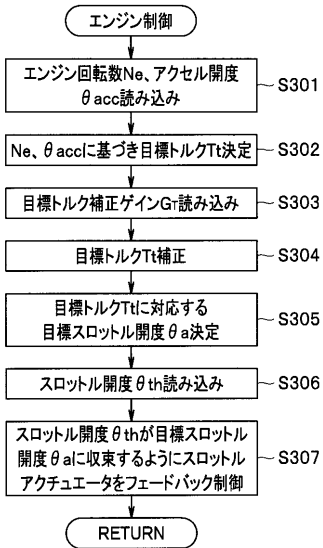 エンジン制御
エンジン回転数Ne、アクセル開度
θacc読み込み
S301
Ne、θaccに基づき目標トルクTt決定
S302
目標トルク補正ゲインGT読み込み
S303
目標トルクTt補正
S304
目標トルクTtに対応する
目標スロットル開度θa決定
S305
スロットル開度θth読み込み
S306
スロットル開度θthが目標スロットル
開度θaに収束するようにスロットル
アクチュエータをフェードバック制御
S307
RETURN